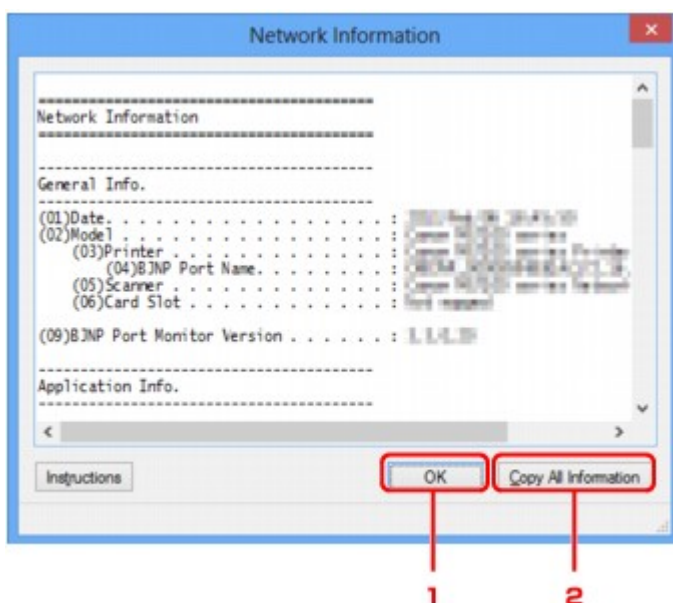 Network Information
==========================================
Network Information
==========================================
------------------------------------------
General Info.
------------------------------------------
(01)Date. . . . . . . . . . . . . . . . . . . . . :
(02)Model . . . . . . . . . . . . . . . . . . . . :
(03)Printer . . . . . . . . . . . . . . . . :
(04)BJNP Port Name. . . . . . . . . :
(05)Scanner . . . . . . . . . . . . . . . . :
(06)Card Slot . . . . . . . . . . . . . . :
(09)BJNP Port Monitor Version . . . . . . :
------------------------------------------
Application Info.
------------------------------------------
Instructions OK Copy All Information
1 2